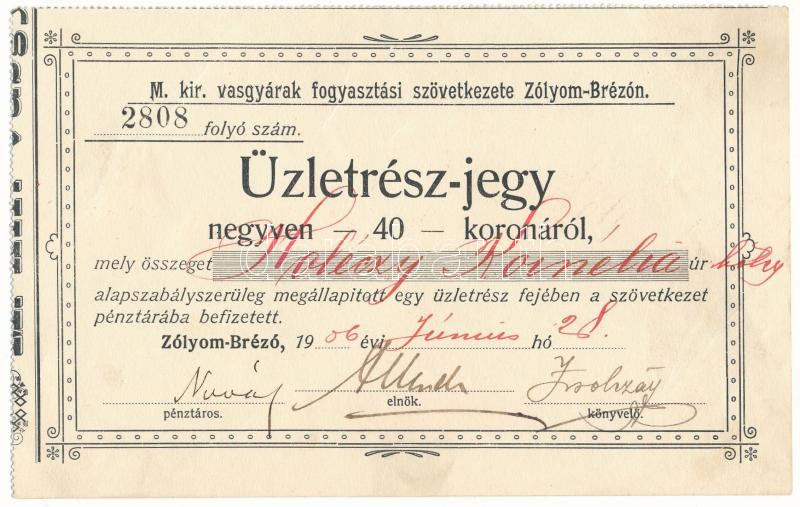 M. kir. vasgyárak fogyasztási szövetkezete Zólyom-Brézón.
2808 folyó szám.
Üzletrész-jegy
negyven — 40 — koronáról,
mely összeget Kornélia úr
alapszabályszerüleg megállapitott egy üzletrész fejében a szövetkezet
pénztárába befizetett.
Zólyom-Brézó, 1906 évi Június hó 28.
pénztáros. elnök. könyvelő.